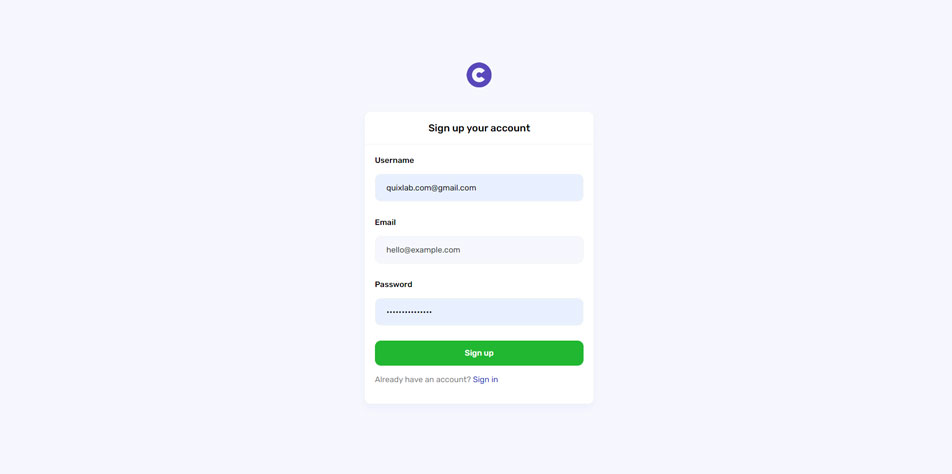 C
Sign up your account
Username
quixlab.com@gmail.com
Email
hello@example.com
Password
•••••••••••••••
Sign up
Already have an account? Sign in